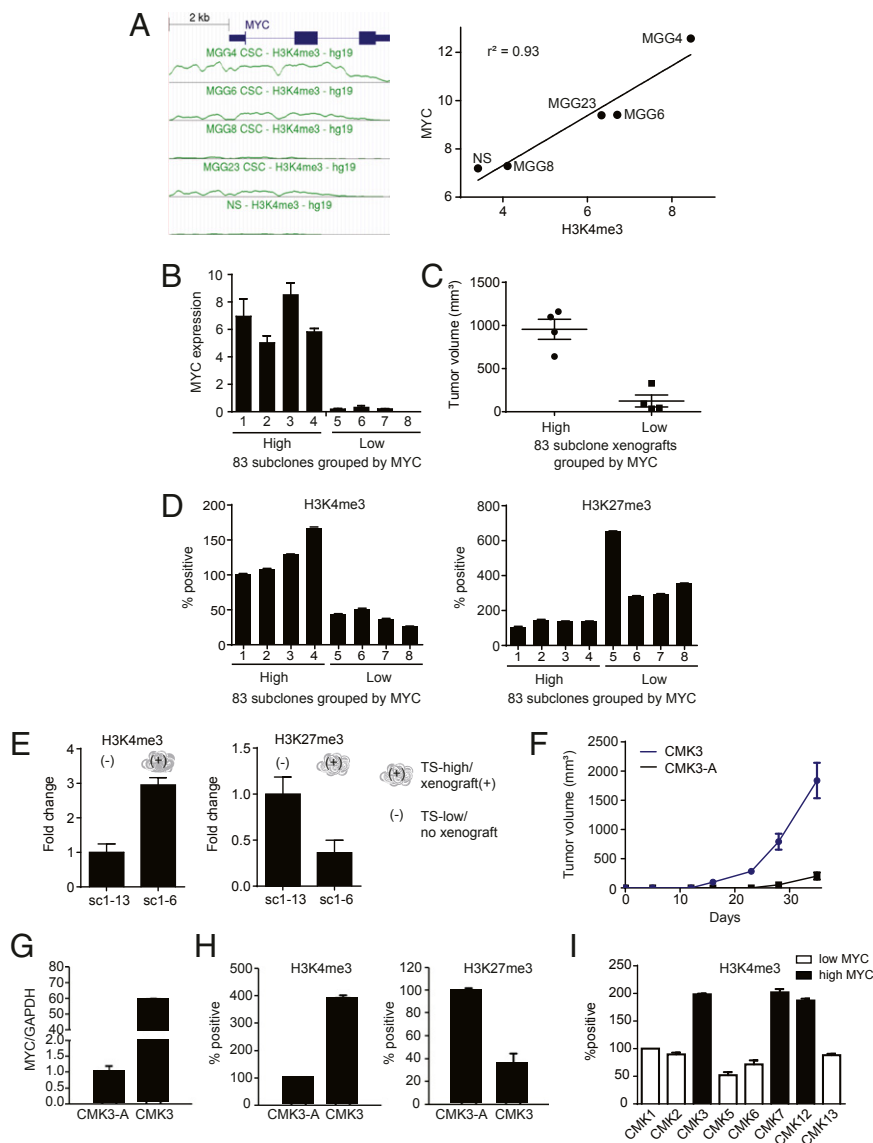 A
2 kb
MYC
MGG4 CSC - H3K4me3 - hg19
MGG6 CSC - H3K4me3 - hg19
MGG8 CSC - H3K4me3 - hg19
MGG23 CSC - H3K4me3 - hg19
NS - H3K4me3 - hg19
r² = 0.93
MYC
12
10
8
6
MGG4
MGG23
MGG6
NS
MGG8
4 6 8
H3K4me3
B
MYC expression
10
8
6
4
2
0
1 2 3 4 5 6 7 8
High Low
83 subclones grouped by MYC
C
Tumor volume (mm³)
1500
1000
500
0
High Low
83 subclone xenografts
grouped by MYC
D
H3K4me3
% positive
200
150
100
50
0
1 2 3 4 5 6 7 8
High Low
83 subclones grouped by MYC
H3K27me3
% positive
800
600
400
200
0
1 2 3 4 5 6 7 8
High Low
83 subclones grouped by MYC
E
H3K4me3
(-) (+)
Fold change
4
3
2
1
0
sc1-13 sc1-6
H3K27me3
(-) (+)
Fold change
1.5
1.0
0.5
0.0
sc1-13 sc1-6
(+) TS-high/
xenograft(+)
(-) TS-low/
no xenograft
F
CMK3
CMK3-A
Tumor volume (mm³)
2500
2000
1500
1000
500
0
0 10 20 30
Days
G
MYC/GAPDH
80
70
60
50
40
2.0
1.5
1.0
0.5
0.0
CMK3-A CMK3
H
H3K4me3
% positive
500
400
300
200
100
0
CMK3-A CMK3
H3K27me3
% positive
120
100
80
60
40
20
0
CMK3-A CMK3
I
low MYC
high MYC
H3K4me3
%positive
250
200
150
100
50
0
CMK1 CMK2 CMK3 CMK5 CMK6 CMK7 CMK12 CMK13